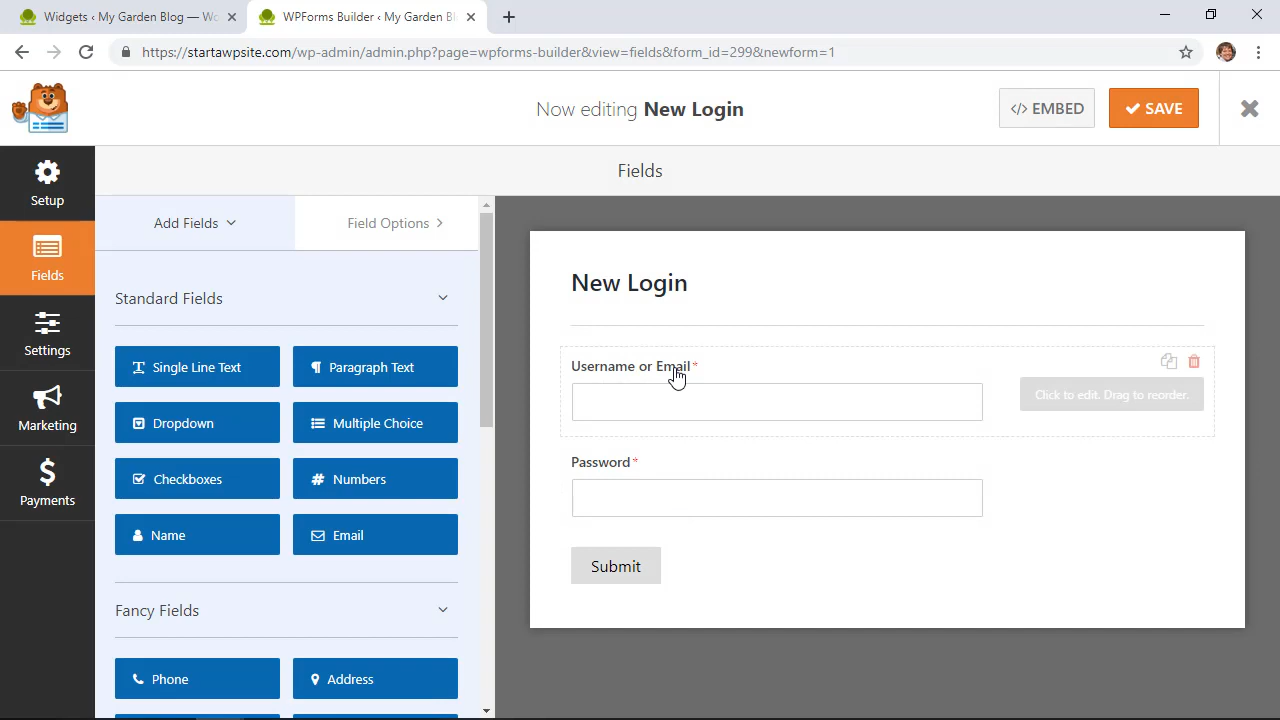 Widgets ‹ My Garden Blog — Wo
WPForms Builder ‹ My Garden Bl
https://startawpsite.com/wp-admin/admin.php?page=wpforms-builder&view=fields&form_id=299&newform=1
Now editing New Login
</> EMBED
SAVE
Setup
Fields
Settings
Marketing
Payments
Fields
Add Fields
Field Options
Standard Fields
Single Line Text
Paragraph Text
Dropdown
Multiple Choice
Checkboxes
Numbers
Name
Email
Fancy Fields
Phone
Address
New Login
Username or Email *
Click to edit. Drag to reorder.
Password *
Submit